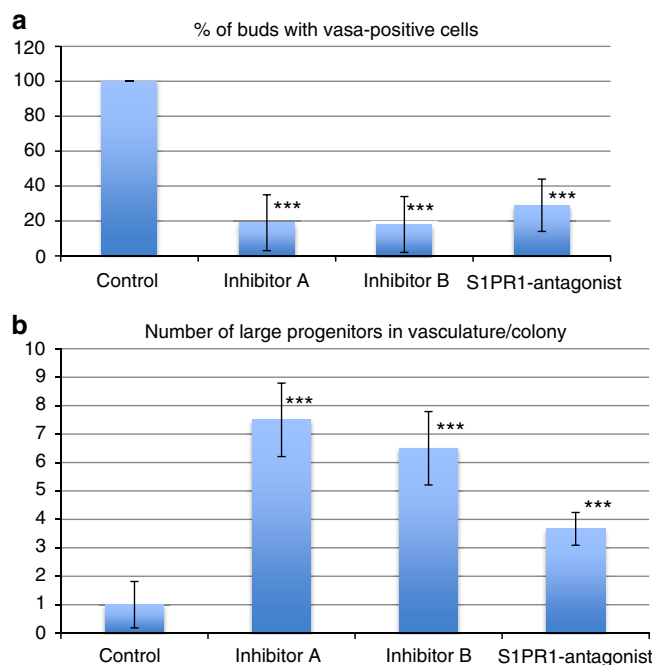 a
% of buds with vasa-positive cells
120
100
80
60
40
20
0
***
***
***
Control
Inhibitor A
Inhibitor B
S1PR1-antagonist
b
Number of large progenitors in vasculature/colony
10
9
8
7
6
5
4
3
2
1
0
***
***
***
Control
Inhibitor A
Inhibitor B
S1PR1-antagonist